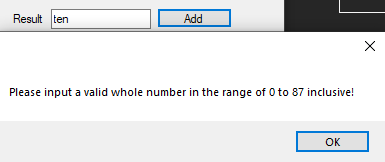 Result ten Add
Please input a valid whole number in the range of 0 to 87 inclusive!
OK